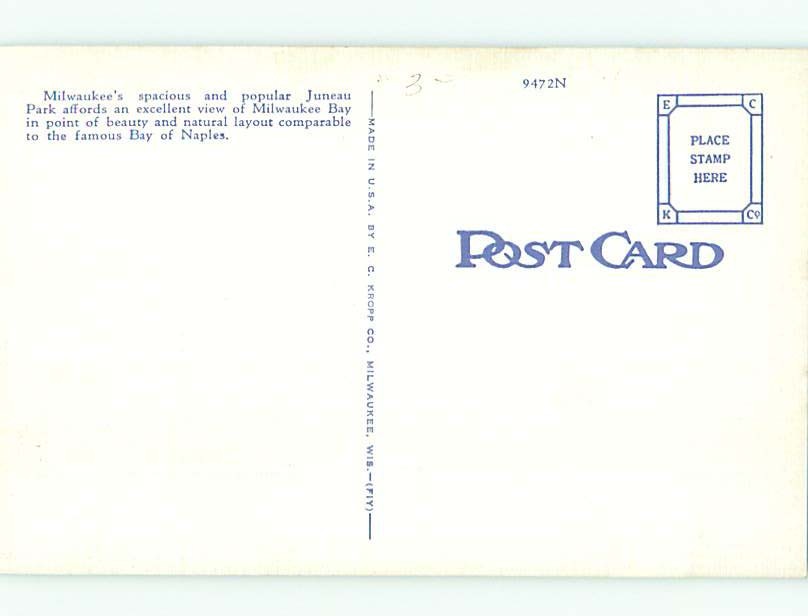 Milwaukee's spacious and popular Juneau
Park affords an excellent view of Milwaukee Bay
in point of beauty and natural layout comparable
to the famous Bay of Naples.
MADE IN U.S.A. BY E. C. KROPP CO., MILWAUKEE, WIS.—(FIY)
3
9472N
E C
PLACE
STAMP
HERE
K Co
POST CARD